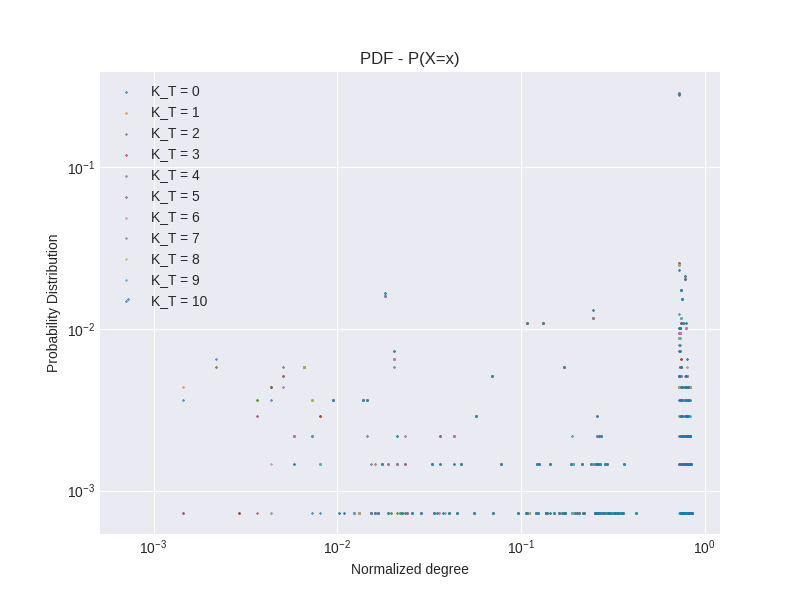 PDF - P(X=x)
K_T = 0
K_T = 1
K_T = 2
K_T = 3
K_T = 4
K_T = 5
K_T = 6
K_T = 7
K_T = 8
K_T = 9
K_T = 10
Probability Distribution
10⁻¹
10⁻²
10⁻³
10⁻³ 10⁻² 10⁻¹ 10⁰
Normalized degree